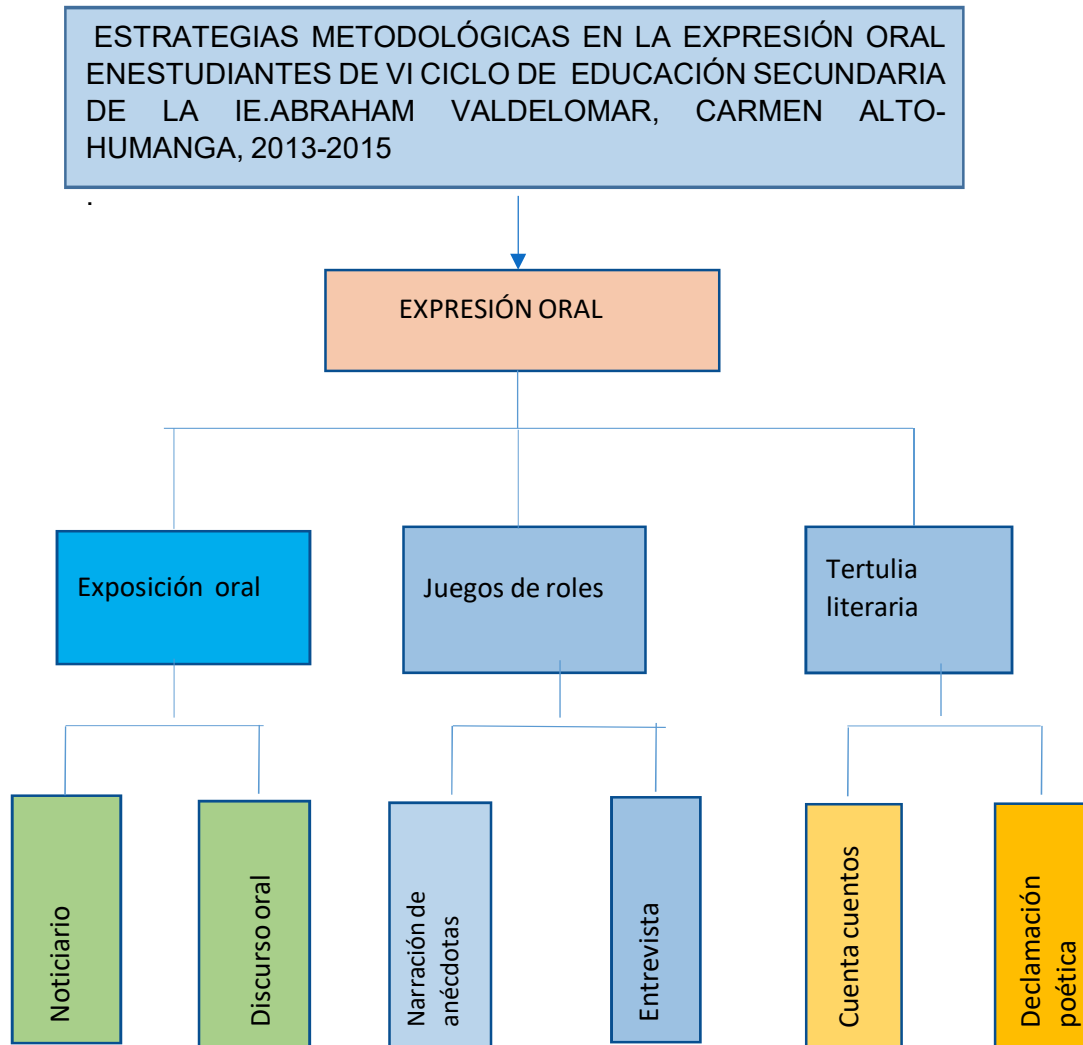 ESTRATEGIAS METODOLÓGICAS EN LA EXPRESIÓN ORAL
ENESTUDIANTES DE VI CICLO DE EDUCACIÓN SECUNDARIA
DE LA IE.ABRAHAM VALDELOMAR, CARMEN ALTO-
HUMANGA, 2013-2015
.
EXPRESIÓN ORAL
Exposición oral
Juegos de roles
Tertulia
literaria
Noticiario
Discurso oral
Narración de
anécdotas
Entrevista
Cuenta cuentos
Declamación
poética